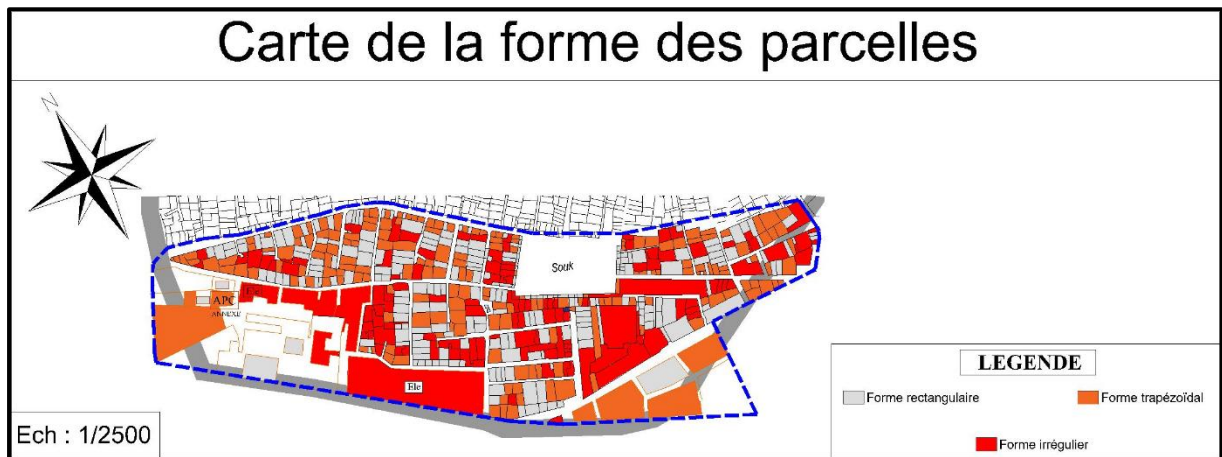 Carte de la forme des parcelles
N
Souk
APC
ANNEXE
Ele
LEGENDE
Forme rectangulaire
Forme trapézoïdal
Forme irrégulier
Ech : 1/2500